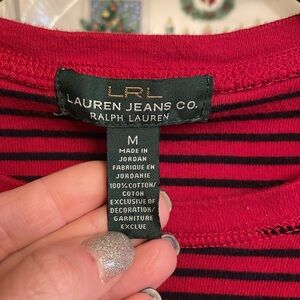 LRL
LAUREN JEANS CO.
RALPH LAUREN
M
MADE IN
JORDAN
FABRIQUE EN
JORDANIE
100%COTTON/
COTON
EXCLUSIVE OF
DECORATION/
GARNITURE
EXCLUE